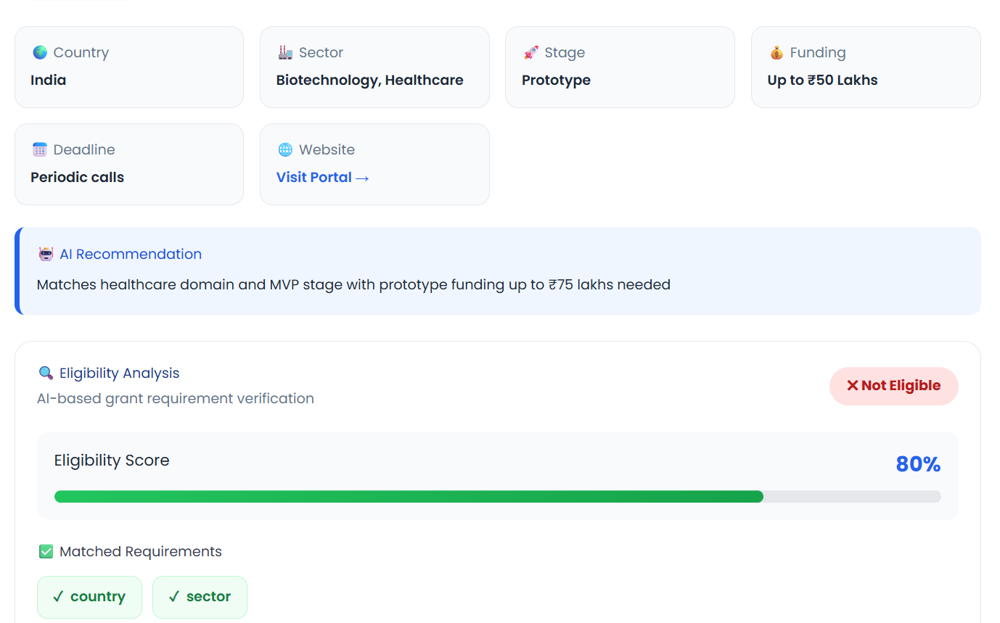 Country
Sector
Stage
Funding
India
Biotechnology, Healthcare
Prototype
Up to ₹50 Lakhs
Deadline
Website
Periodic calls
Visit Portal →
AI Recommendation
Matches healthcare domain and MVP stage with prototype funding up to ₹75 lakhs needed
Eligibility Analysis
AI-based grant requirement verification
❌ Not Eligible
Eligibility Score
80%
Matched Requirements
✓ country
✓ sector